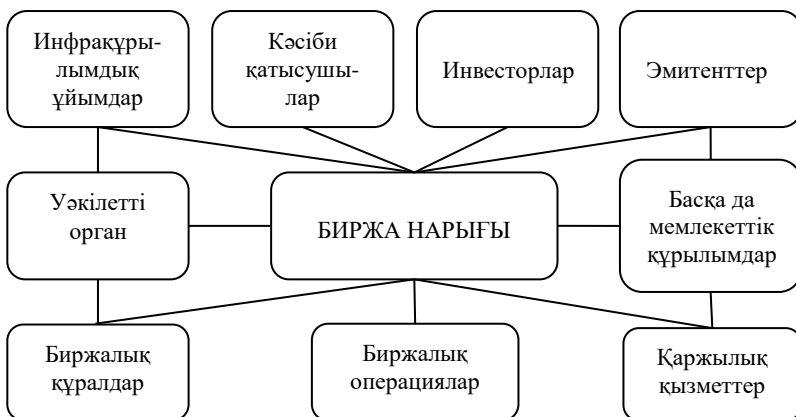 Инфрақұры-
лымдық
ұйымдар
Кәсіби
қатысушы-
лар
Инвесторлар
Эмитенттер
Уәкілетті
орган
БИРЖА НАРЫҒЫ
Басқа да
мемлекеттік
құрылымдар
Биржалық
құралдар
Биржалық
операциялар
Қаржылық
қызметтер